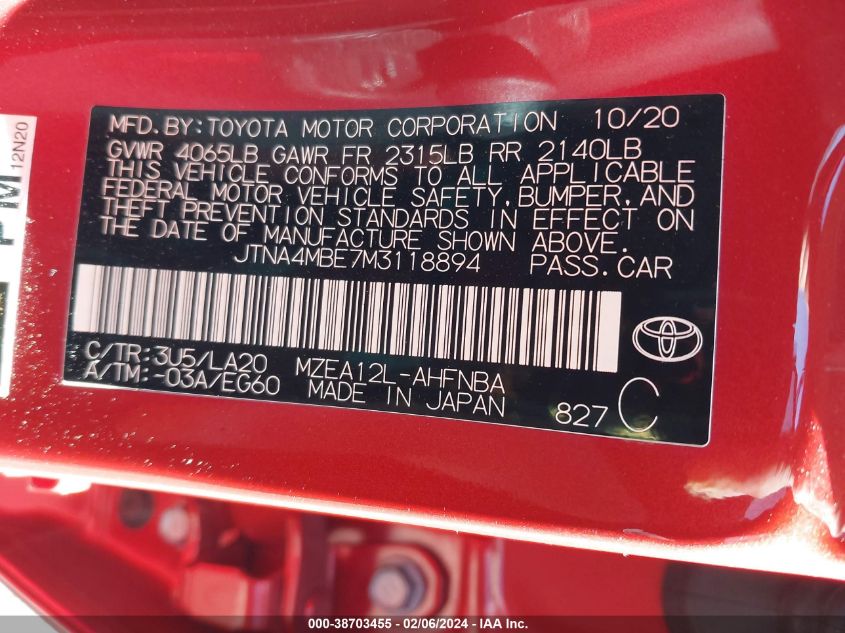 MFD. BY: TOYOTA MOTOR CORPORATION 10/20
GVWR 4065LB GAWR FR 2315LB RR 2140LB
THIS VEHICLE CONFORMS TO ALL APPLICABLE
FEDERAL MOTOR VEHICLE SAFETY, BUMPER, AND
THEFT PREVENTION STANDARDS IN EFFECT ON
THE DATE OF MANUFACTURE SHOWN ABOVE.
JTNA4MBE7M3118894 PASS. CAR
C/TR: 3U5/LA20 MZEA12L-AHFNBA
A/TM: -03A/EG60 MADE IN JAPAN
827 C
PM
12N20
000-38703455 - 02/06/2024 - IAA Inc.